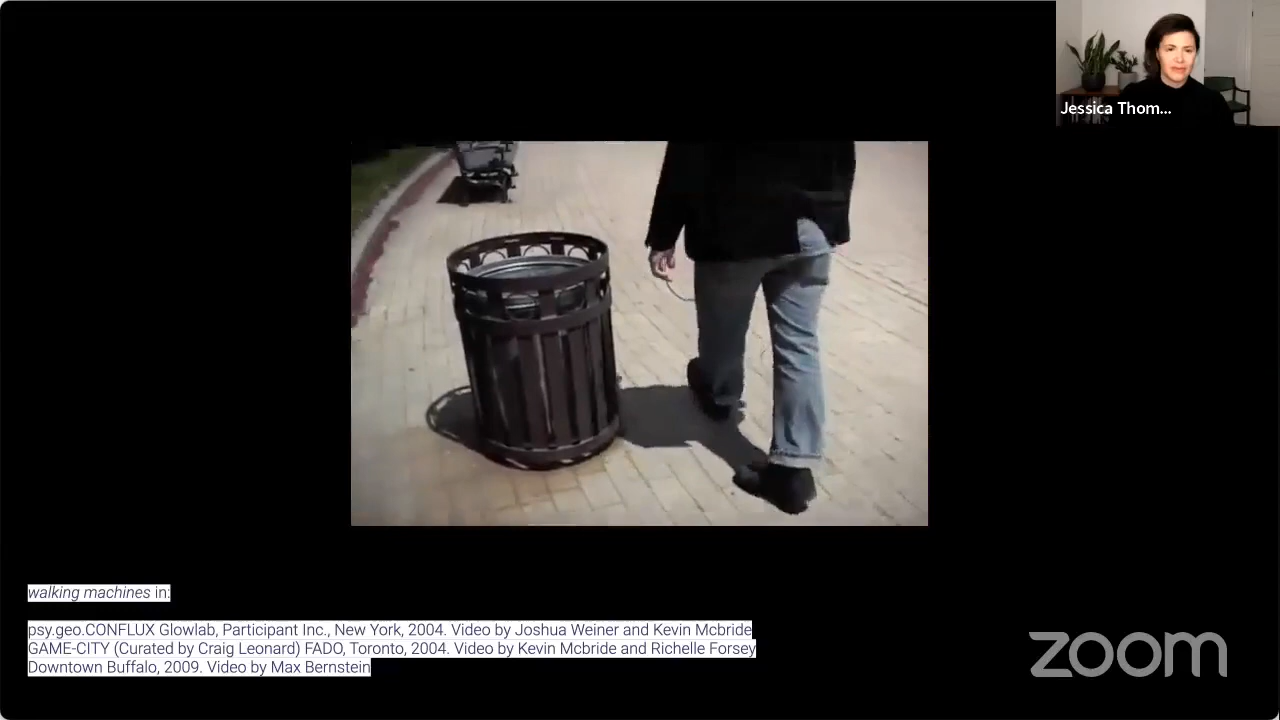 Jessica Thom...
walking machines in:
psy.geo.CONFLUX Glowlab, Participant Inc., New York, 2004. Video by Joshua Weiner and Kevin Mcbride
GAME-CITY (Curated by Craig Leonard) FADO, Toronto, 2004. Video by Kevin Mcbride and Richelle Forsey
Downtown Buffalo, 2009. Video by Max Bernstein
zoom